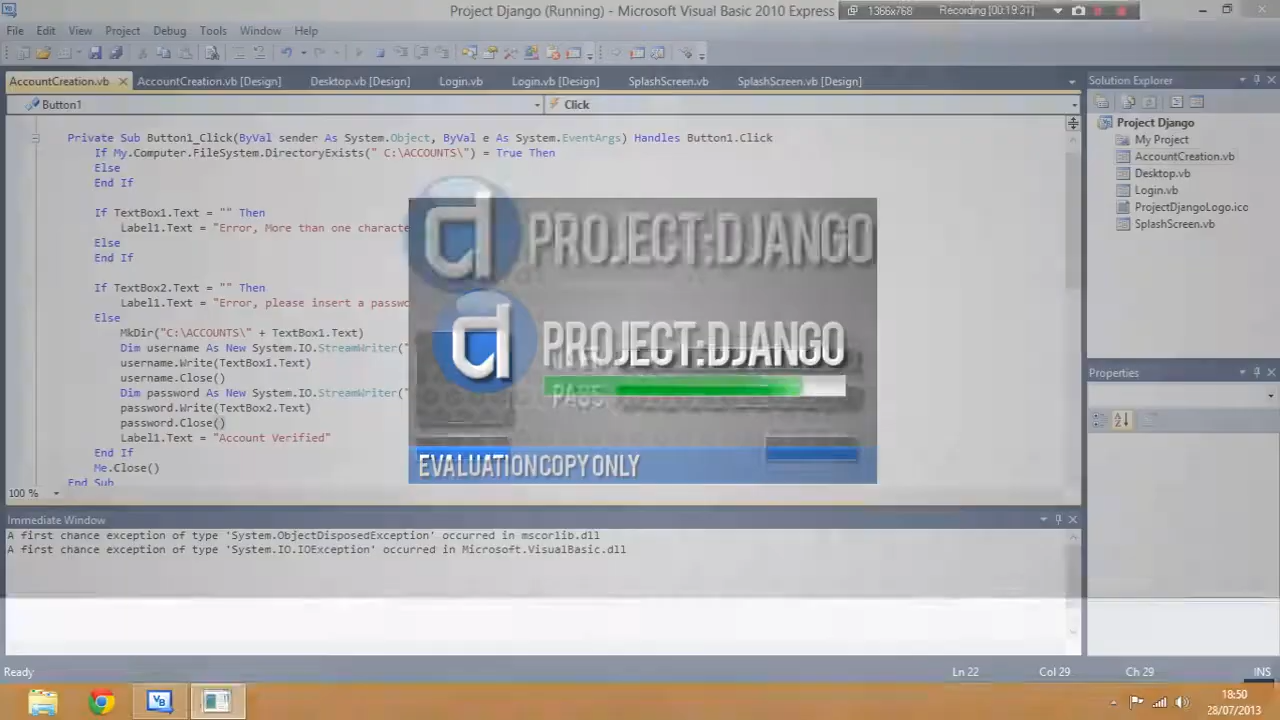 Project Django (Running) - Microsoft Visual Basic 2010 Express
1366x768
Recording [00:19:31]
File Edit View Project Debug Data Tools Window Help
AccountCreation.vb
AccountCreation.vb [Design]
Desktop.vb [Design]
Login.vb
Login.vb [Design]
SplashScreen.vb
SplashScreen.vb [Design]
Button1
Click
Private Sub Button1_Click(ByVal sender As System.Object, ByVal e As System.EventArgs) Handles Button1.Click
If My.Computer.FileSystem.DirectoryExists(" C:\ACCOUNTS\") = True Then
Else
End If
If TextBox1.Text = "" Then
Label1.Text = "Error, More than one characte
Else
End If
If TextBox2.Text = "" Then
Label1.Text = "Error, please insert a passwo
Else
MkDir("C:\ACCOUNTS\" + TextBox1.Text)
Dim username As New System.IO.StreamWriter("
username.Write(TextBox1.Text)
username.Close()
Dim password As New System.IO.StreamWriter("
password.Write(TextBox2.Text)
password.Close()
Label1.Text = "Account Verified"
End If
Me.Close()
End Sub
100 %
d PROJECT:DJANGO
d PROJECT:DJANGO
PASS
EVALUATION COPY ONLY
Solution Explorer
Project Django
My Project
AccountCreation.vb
Desktop.vb
Login.vb
ProjectDjangoLogo.ico
SplashScreen.vb
Properties
Immediate Window
A first chance exception of type 'System.ObjectDisposedException' occurred in mscorlib.dll
A first chance exception of type 'System.IO.IOException' occurred in Microsoft.VisualBasic.dll
Ready
Ln 22
Col 29
Ch 29
INS
18:50
28/07/2013